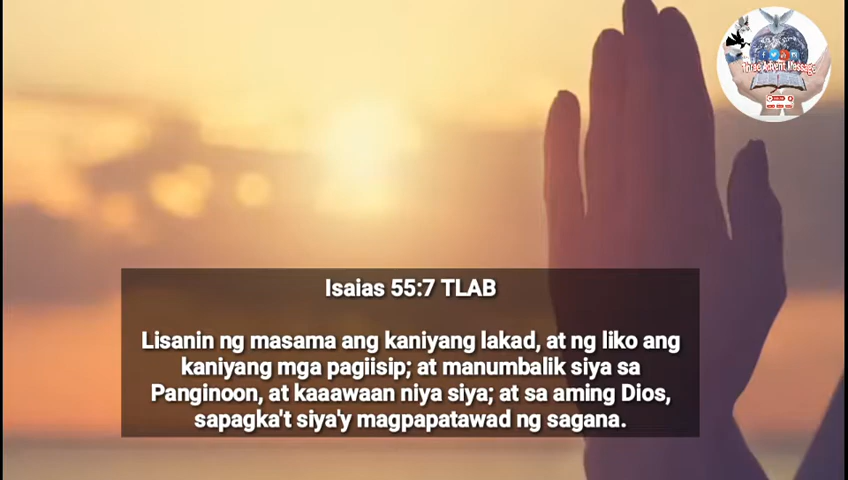 Three Advent Message
Isaias 55:7 TLAB
Lisanin ng masama ang kaniyang lakad, at ng liko ang
kaniyang mga pagiisip; at manumbalik siya sa
Panginoon, at kaaawaan niya siya; at sa aming Dios,
sapagka't siya'y magpapatawad ng sagana.